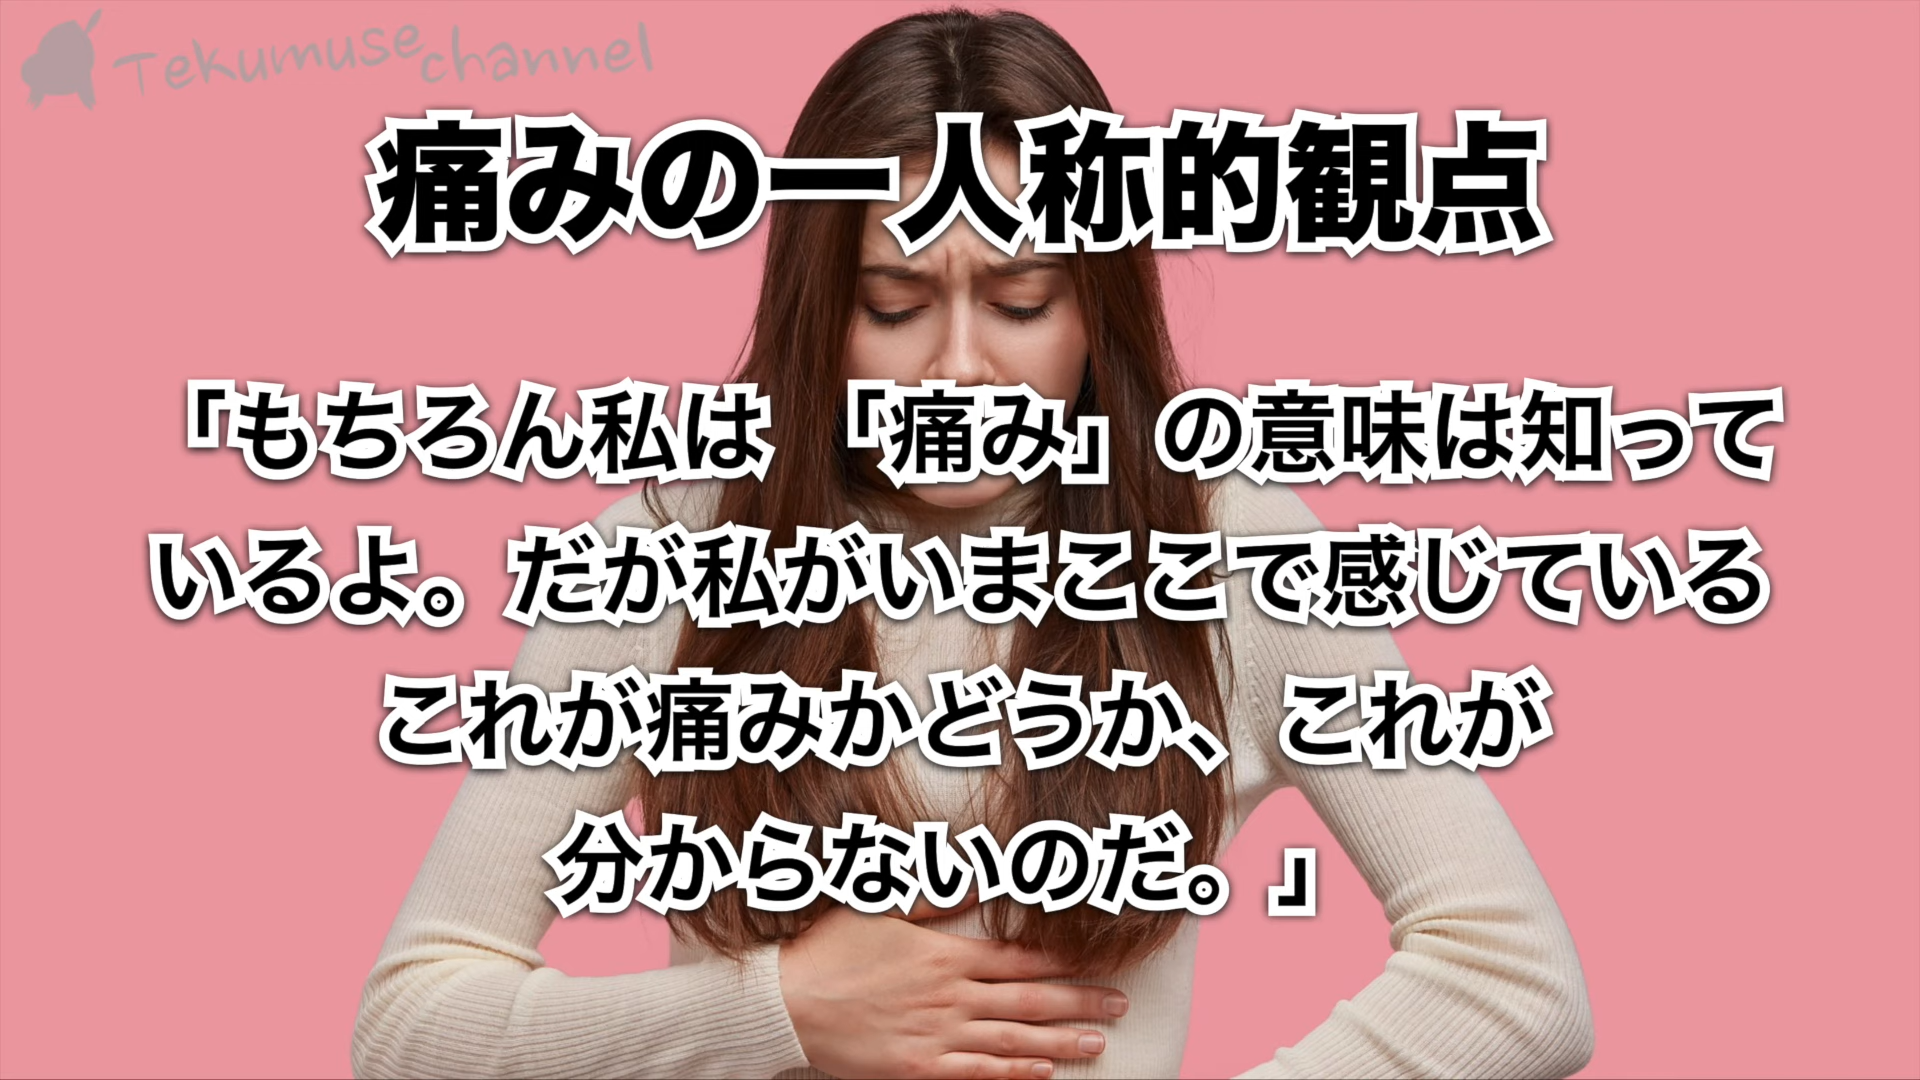 Tekumuse channel
痛みの一人称的観点
「もちろん私は「痛み」の意味は知って
いるよ。だが私がいまここで感じている
これが痛みかどうか、これが
分からないのだ。」